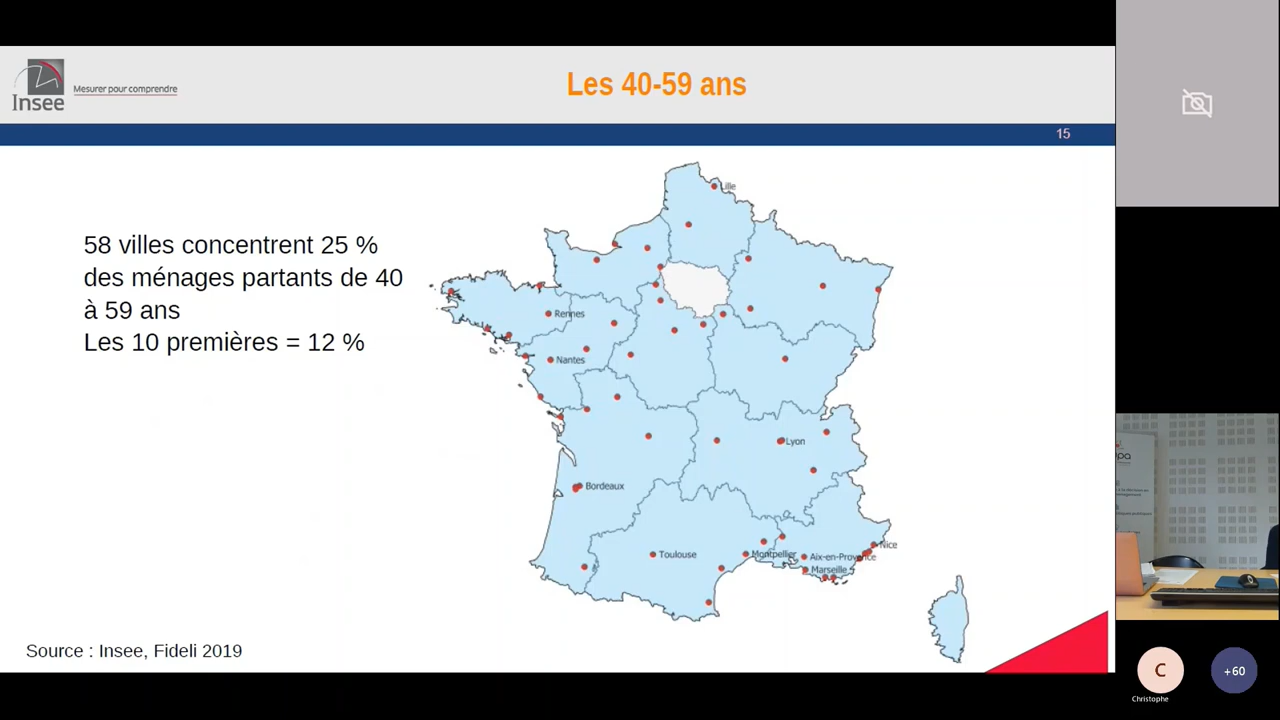 Insee
Mesurer pour comprendre
Les 40-59 ans
15
58 villes concentrent 25 %
des ménages partants de 40
à 59 ans
Les 10 premières = 12 %
Lille
Rennes
Nantes
Lyon
Bordeaux
Toulouse
Montpellier
Aix-en-Provence
Nice
Marseille
Source : Insee, Fideli 2019
C
Christophe
+60